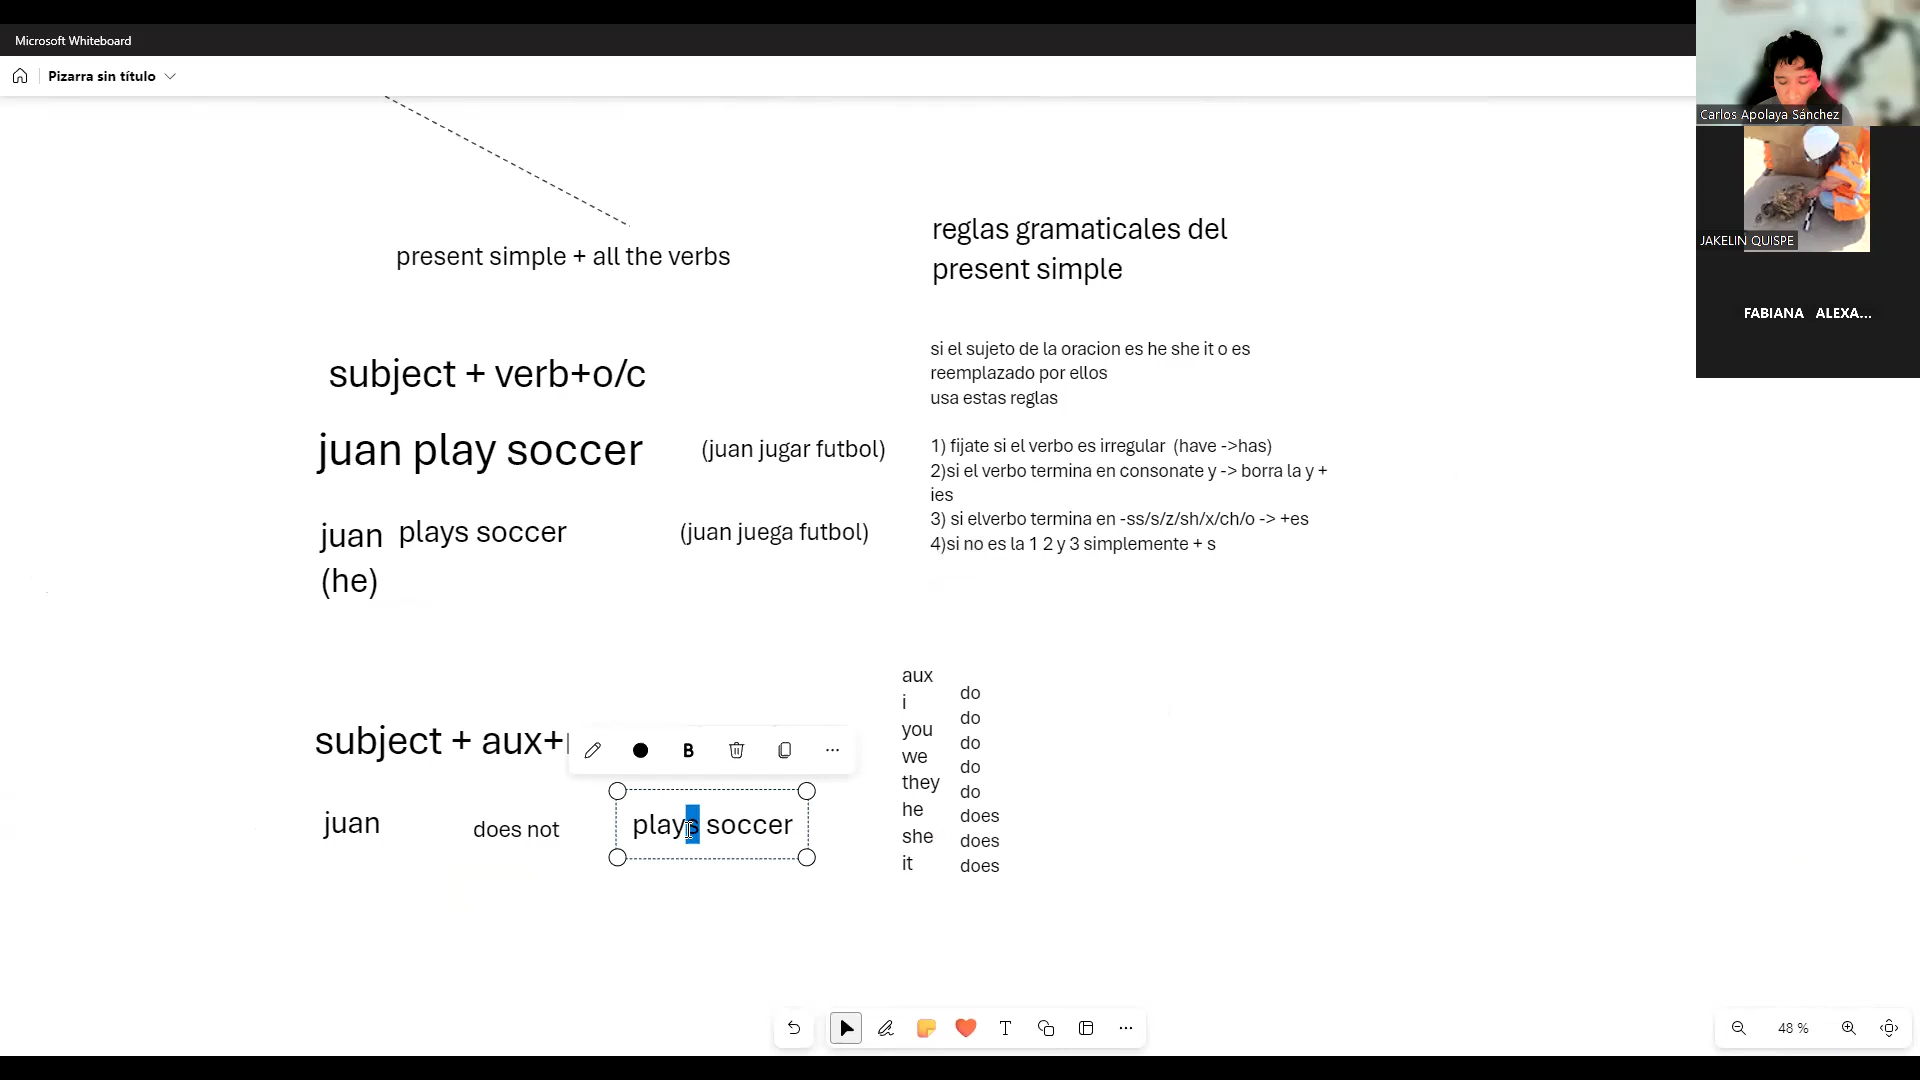 Microsoft Whiteboard
Pizarra sin título
Carlos Apolaya Sánchez
JAKELIN QUISPE
FABIANA ALEXA...
present simple + all the verbs
reglas gramaticales del
present simple
subject + verb+o/c
si el sujeto de la oracion es he she it o es
reemplazado por ellos
usa estas reglas
juan play soccer
(juan jugar futbol)
1) fijate si el verbo es irregular (have ->has)
2)si el verbo termina en consonate y -> borra la y +
ies
3) si elverbo termina en -ss/s/z/sh/x/ch/o -> +es
4)si no es la 1 2 y 3 simplemente + s
juan plays soccer
(juan juega futbol)
(he)
subject + aux+
B
juan
does not
plays soccer
aux
i
you
we
they
he
she
it
do
do
do
do
do
does
does
does
48 %